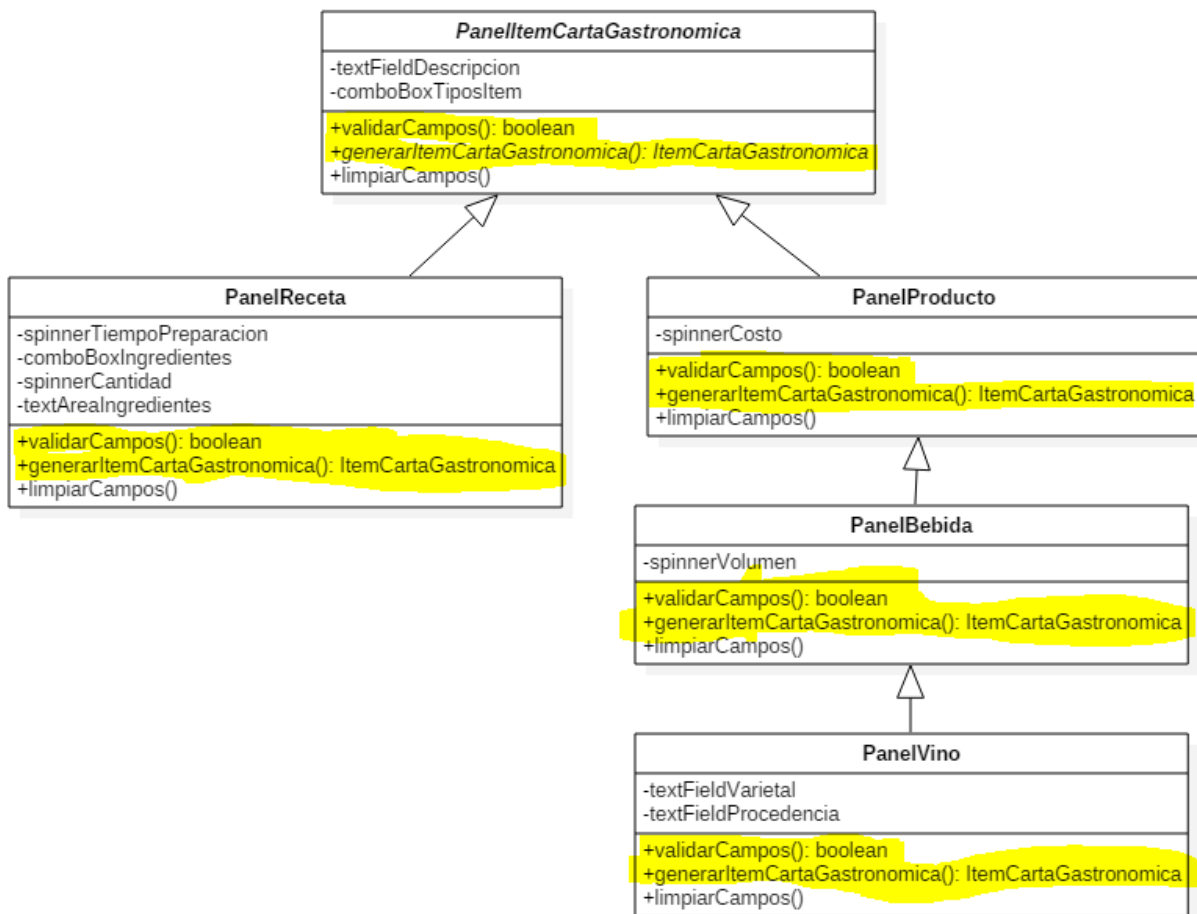 PanelItemCartaGastronomica
-textFieldDescripcion
-comboBoxTiposItem
+validarCampos(): boolean
+generarItemCartaGastronomica(): ItemCartaGastronomica
+limpiarCampos()
PanelReceta
-spinnerTiempoPreparacion
-comboBoxIngredientes
-spinnerCantidad
-textAreaIngredientes
+validarCampos(): boolean
+generarItemCartaGastronomica(): ItemCartaGastronomica
+limpiarCampos()
PanelProducto
-spinnerCosto
+validarCampos(): boolean
+generarItemCartaGastronomica(): ItemCartaGastronomica
+limpiarCampos()
PanelBebida
-spinnerVolumen
+validarCampos(): boolean
+generarItemCartaGastronomica(): ItemCartaGastronomica
+limpiarCampos()
PanelVino
-textFieldVarietal
-textFieldProcedencia
+validarCampos(): boolean
+generarItemCartaGastronomica(): ItemCartaGastronomica
+limpiarCampos()